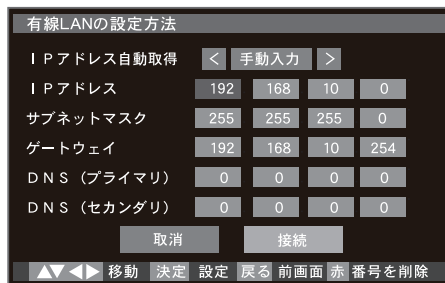 有線LANの設定方法
IPアドレス自動取得 < 手動入力 >
IPアドレス 192 168 10 0
サブネットマスク 255 255 255 0
ゲートウェイ 192 168 10 254
DNS(プライマリ) 0 0 0 0
DNS(セカンダリ) 0 0 0 0
取消 接続
▲▼◀▶ 移動 決定 設定 戻る 前画面 赤 番号を削除